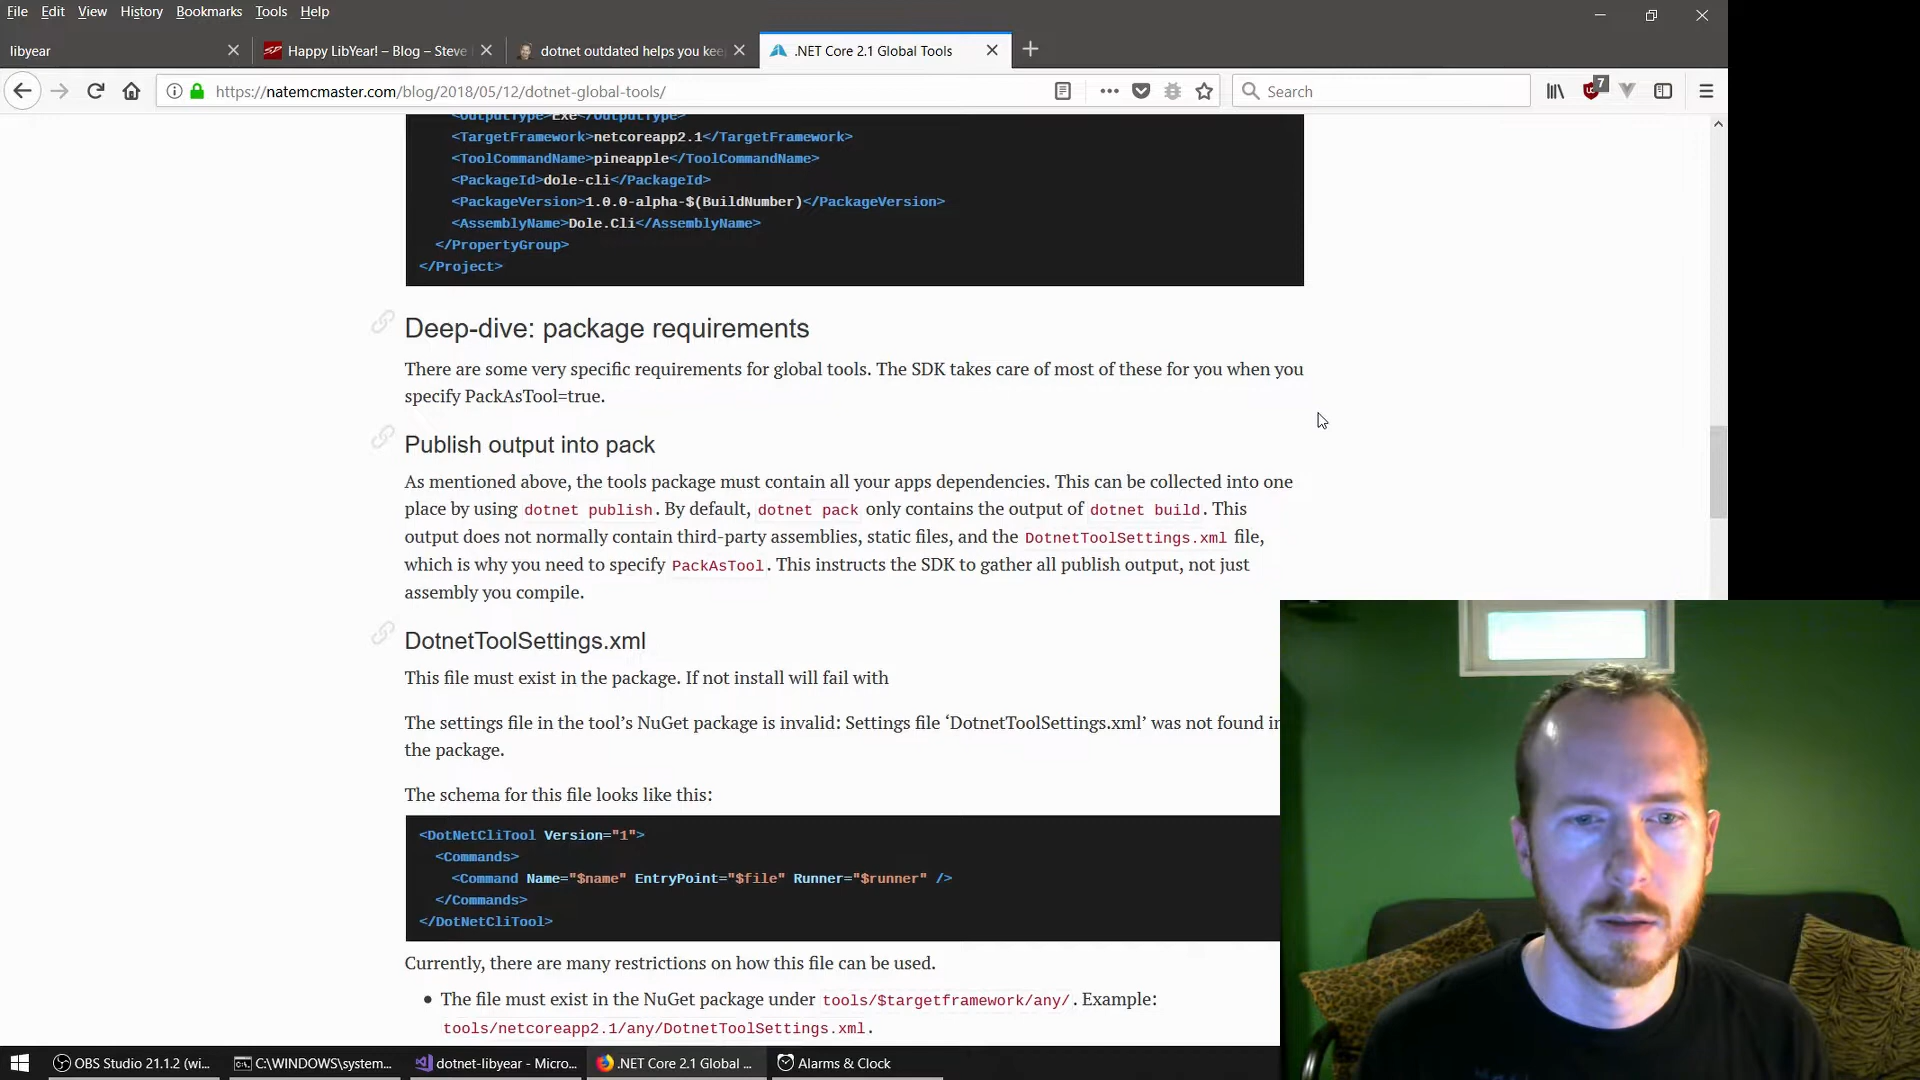 File Edit View History Bookmarks Tools Help
libyear
Happy LibYear! – Blog – Steve
dotnet outdated helps you kee
.NET Core 2.1 Global Tools
https://natemcmaster.com/blog/2018/05/12/dotnet-global-tools/
Search
7
<OutputType>Exe</OutputType>
<TargetFramework>netcoreapp2.1</TargetFramework>
<ToolCommandName>pineapple</ToolCommandName>
<PackageId>dole-cli</PackageId>
<PackageVersion>1.0.0-alpha-$(BuildNumber)</PackageVersion>
<AssemblyName>Dole.Cli</AssemblyName>
</PropertyGroup>
</Project>
Deep-dive: package requirements
There are some very specific requirements for global tools. The SDK takes care of most of these for you when you
specify PackAsTool=true.
Publish output into pack
As mentioned above, the tools package must contain all your apps dependencies. This can be collected into one
place by using dotnet publish. By default, dotnet pack only contains the output of dotnet build. This
output does not normally contain third-party assemblies, static files, and the DotnetToolSettings.xml file,
which is why you need to specify PackAsTool. This instructs the SDK to gather all publish output, not just
assembly you compile.
DotnetToolSettings.xml
This file must exist in the package. If not install will fail with
The settings file in the tool’s NuGet package is invalid: Settings file ‘DotnetToolSettings.xml’ was not found in
the package.
The schema for this file looks like this:
<DotNetCliTool Version="1">
<Commands>
<Command Name="$name" EntryPoint="$file" Runner="$runner" />
</Commands>
</DotNetCliTool>
Currently, there are many restrictions on how this file can be used.
• The file must exist in the NuGet package under tools/$targetframework/any/. Example:
tools/netcoreapp2.1/any/DotnetToolSettings.xml.
OBS Studio 21.1.2 (wi...
C:\WINDOWS\system...
dotnet-libyear - Micro...
.NET Core 2.1 Global ...
Alarms & Clock